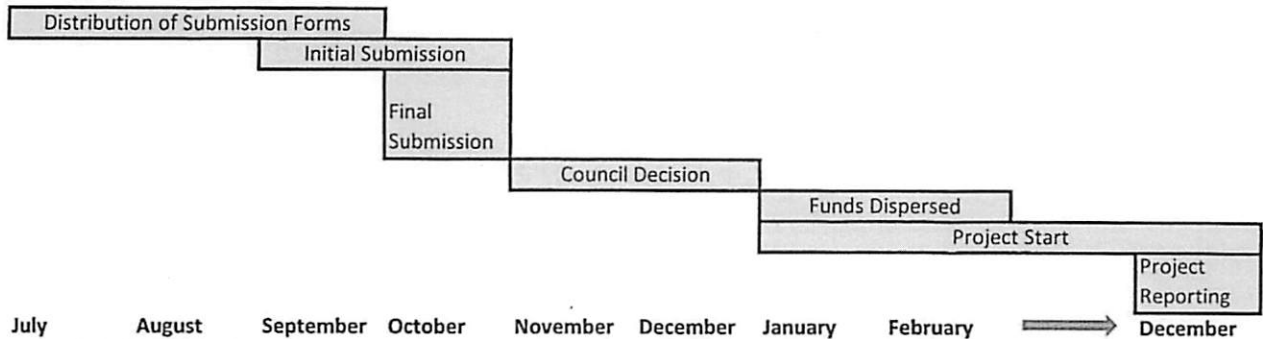 Distribution of Submission Forms
Initial Submission
Final
Submission
Council Decision
Funds Dispersed
Project Start
Project
Reporting
July August September October November December January February December